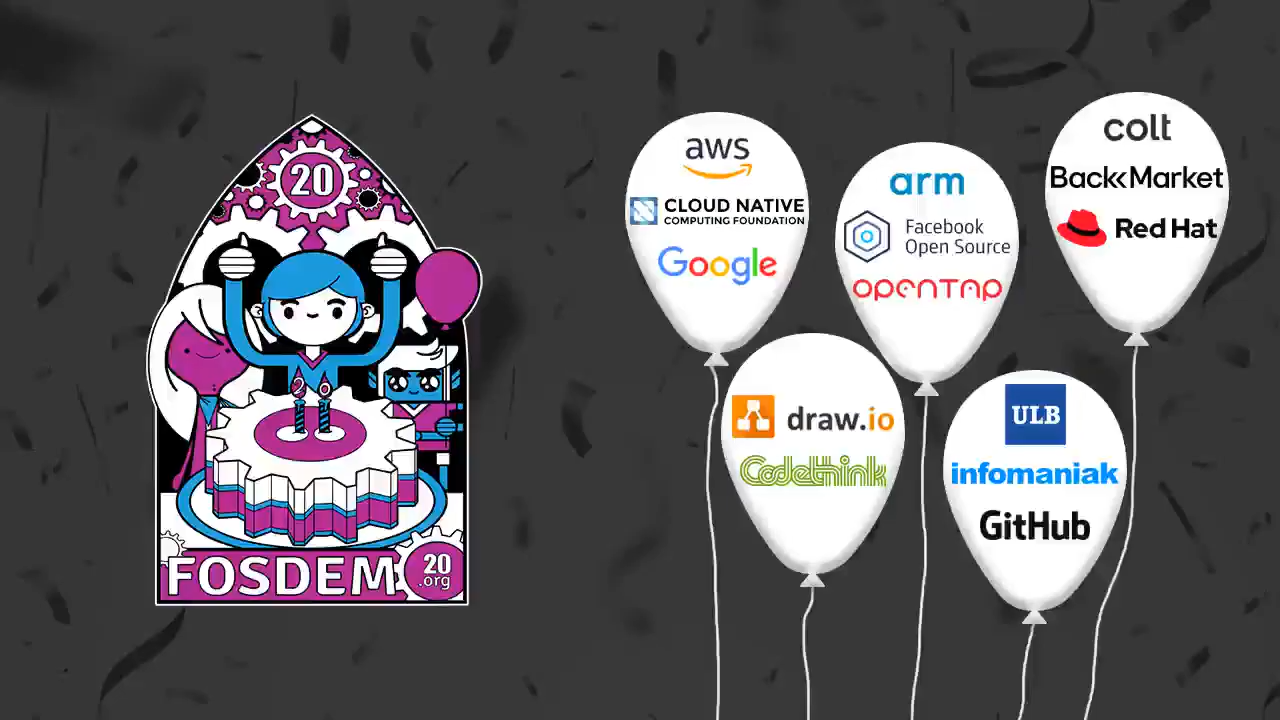 20
20
FOSDEM
20
.org
aws
CLOUD NATIVE
COMPUTING FOUNDATION
Google
arm
Facebook
Open Source
OPENTAP
colt
BackMarket
Red Hat
draw.io
Codethink
ULB
infomaniak
GitHub